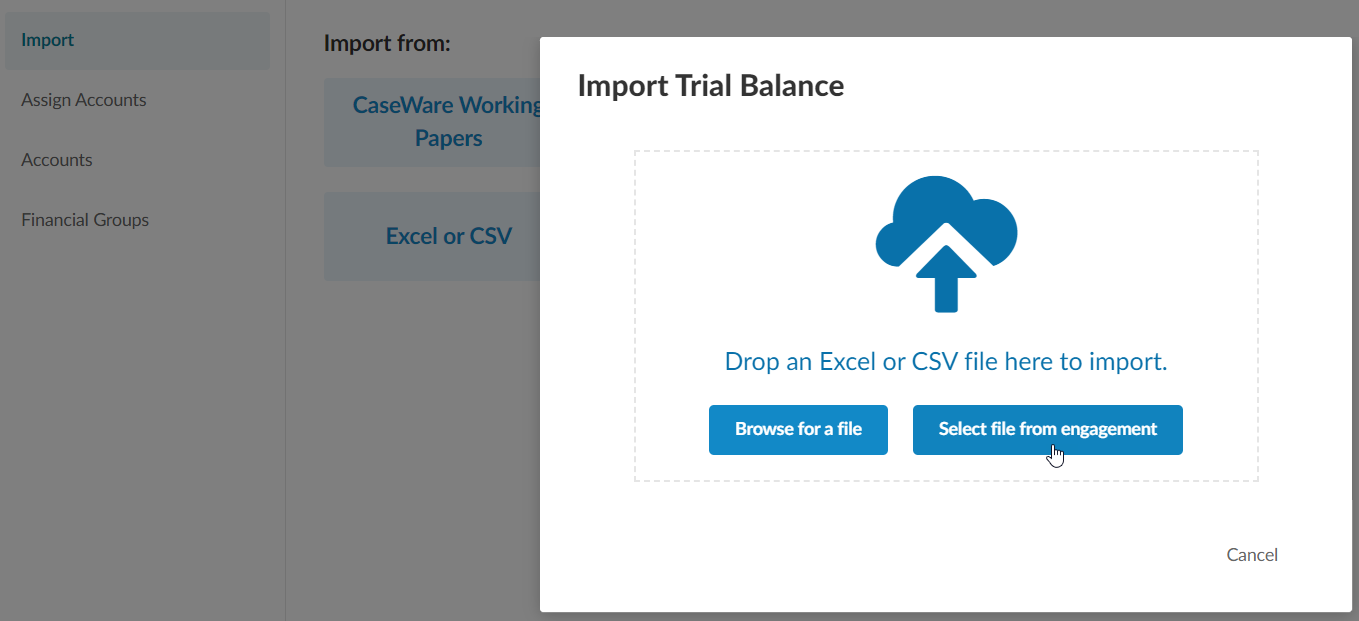 Import
Assign Accounts
Accounts
Financial Groups
Import from:
CaseWare Working
Papers
Excel or CSV
Import Trial Balance
Drop an Excel or CSV file here to import.
Browse for a file
Select file from engagement
Cancel